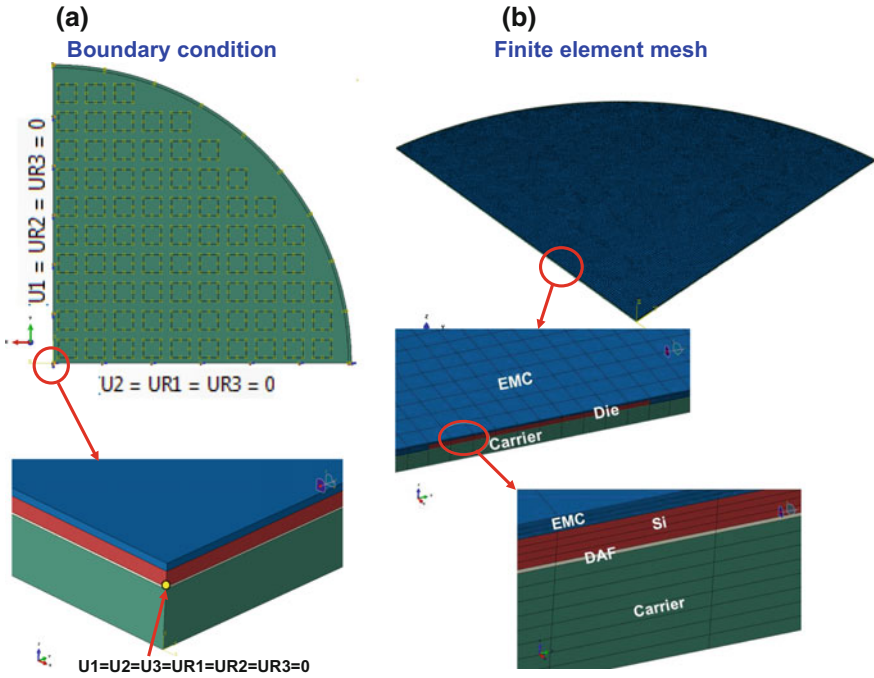 (a)
Boundary condition
U1 = UR2 = UR3 = 0
U2 = UR1 = UR3 = 0
U1=U2=U3=UR1=UR2=UR3=0
(b)
Finite element mesh
EMC
Die
Carrier
EMC
Si
DAF
Carrier